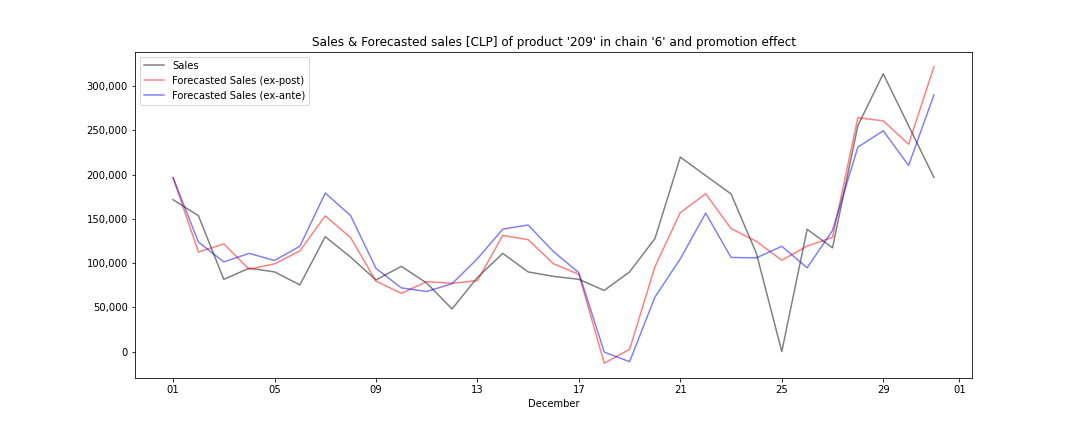 Sales & Forecasted sales [CLP] of product '209' in chain '6' and promotion effect
Sales
Forecasted Sales (ex-post)
Forecasted Sales (ex-ante)
300,000
250,000
200,000
150,000
100,000
50,000
0
01 05 09 13 17 21 25 29 01
December